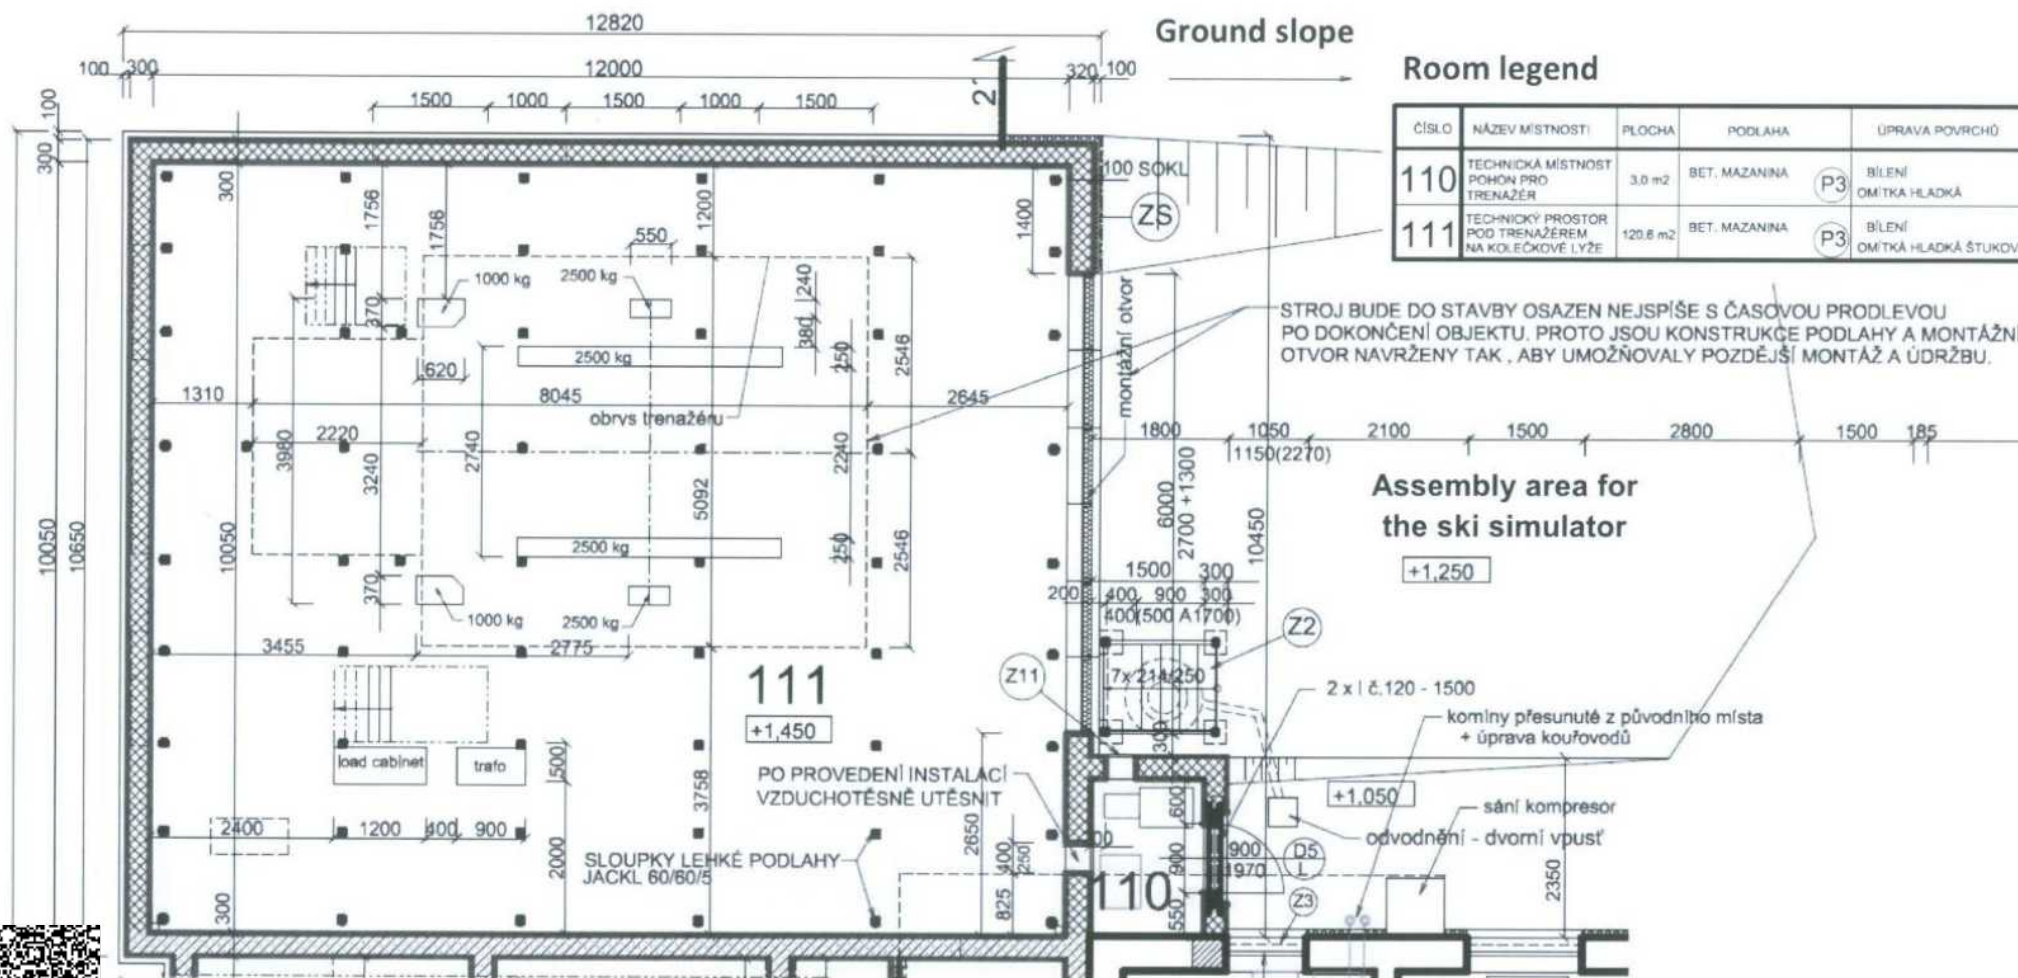 12820
Ground slope
100 300
12000
320 100
Room legend
1500
1000
1500
1000
1500
21
ČÍSLO
NÁZEV MÍSTNOSTI
PLOCHA
PODLAHA
ÚPRAVA POVRCHŮ
110
TECHNICKÁ MÍSTNOST
POHON PRO
TRENAŽÉR
3,0 m2
BET. MAZANINA
P3
BÍLENÍ
OMÍTKA HLADKÁ
111
TECHNICKÝ PROSTOR
POD TRENAŽÉREM
NA KOLEČKOVÉ LYŽE
120,6 m2
BET. MAZANINA
P3
BÍLENÍ
OMÍTKA HLADKÁ ŠTUKOV
100
300
300
1756
1756
1200
1400
100 SOKL
ZS
550
1000 kg
2500 kg
240
370
380
montážní otvor
STROJ BUDE DO STAVBY OSAZEN NEJSPÍŠE S ČASOVOU PRODLEVOU
PO DOKONČENÍ OBJEKTU. PROTO JSOU KONSTRUKCE PODLAHY A MONTÁŽNÍ
OTVOR NAVRŽENY TAK, ABY UMOŽŇOVALY POZDĚJŠÍ MONTÁŽ A ÚDRŽBU.
2500 kg
250
2546
620
1310
8045
2645
obrys trenažéru
2220
1800
1050
2100
1500
2800
1500
185
1150(2270)
3980
3240
2740
2240
5092
6000
2700 +1300
10450
Assembly area for
the ski simulator
+1,250
10050
10650
10050
2500 kg
250
2546
370
1500
300
200
400
900
300
400(500 A1700)
1000 kg
2500 kg
Z2
3455
2775
Z11
111
+1,450
7x 214/250
2 x I č.120 - 1500
komíny přesunuté z původního místa
+ úprava kouřovodů
300
load cabinet
trafo
500
3758
PO PROVEDENÍ INSTALACÍ
VZDUCHOTĚSNĚ UTĚSNIT
600
+1,050
sání kompresor
odvodnění - dvorní vpusť
2400
1200
400
900
2000
2650
400
250
900
900
1970
D5
L
2350
SLOUPKY LEHKÉ PODLAHY
JACKL 60/60/5
110
300
825
550
Z3